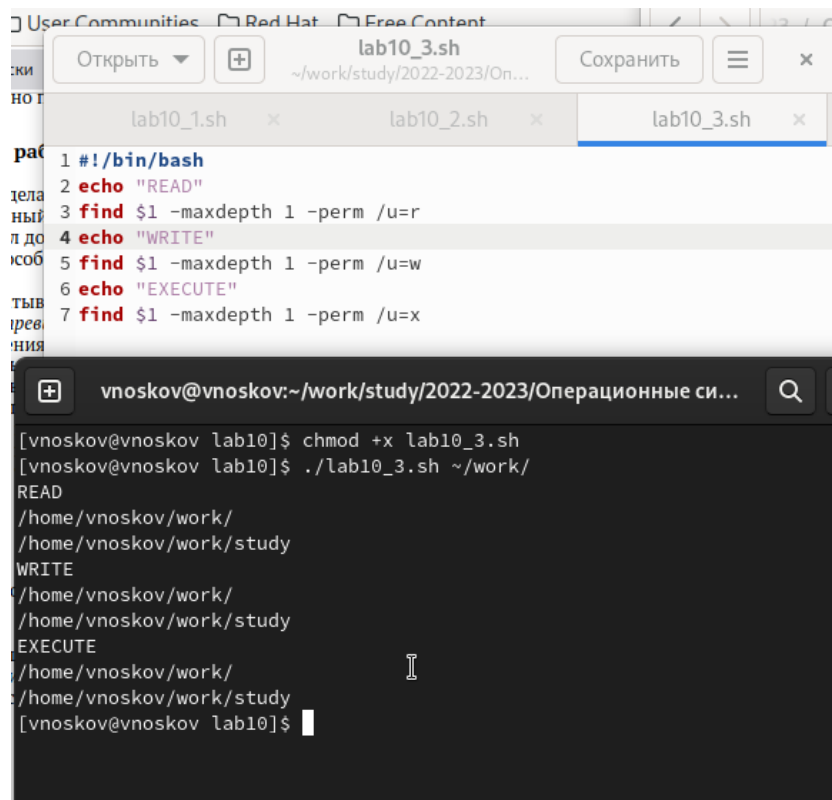 User Communities Red Hat Free Content
Открыть
lab10_3.sh
~/work/study/2022-2023/Оп...
Сохранить
ски
но
lab10_1.sh
lab10_2.sh
lab10_3.sh
1 #!/bin/bash
2 echo "READ"
3 find $1 -maxdepth 1 -perm /u=r
4 echo "WRITE"
5 find $1 -maxdepth 1 -perm /u=w
6 echo "EXECUTE"
7 find $1 -maxdepth 1 -perm /u=x
vnoskov@vnoskov:~/work/study/2022-2023/Операционные си...
[vnoskov@vnoskov lab10]$ chmod +x lab10_3.sh
[vnoskov@vnoskov lab10]$ ./lab10_3.sh ~/work/
READ
/home/vnoskov/work/
/home/vnoskov/work/study
WRITE
/home/vnoskov/work/
/home/vnoskov/work/study
EXECUTE
/home/vnoskov/work/
/home/vnoskov/work/study
[vnoskov@vnoskov lab10]$